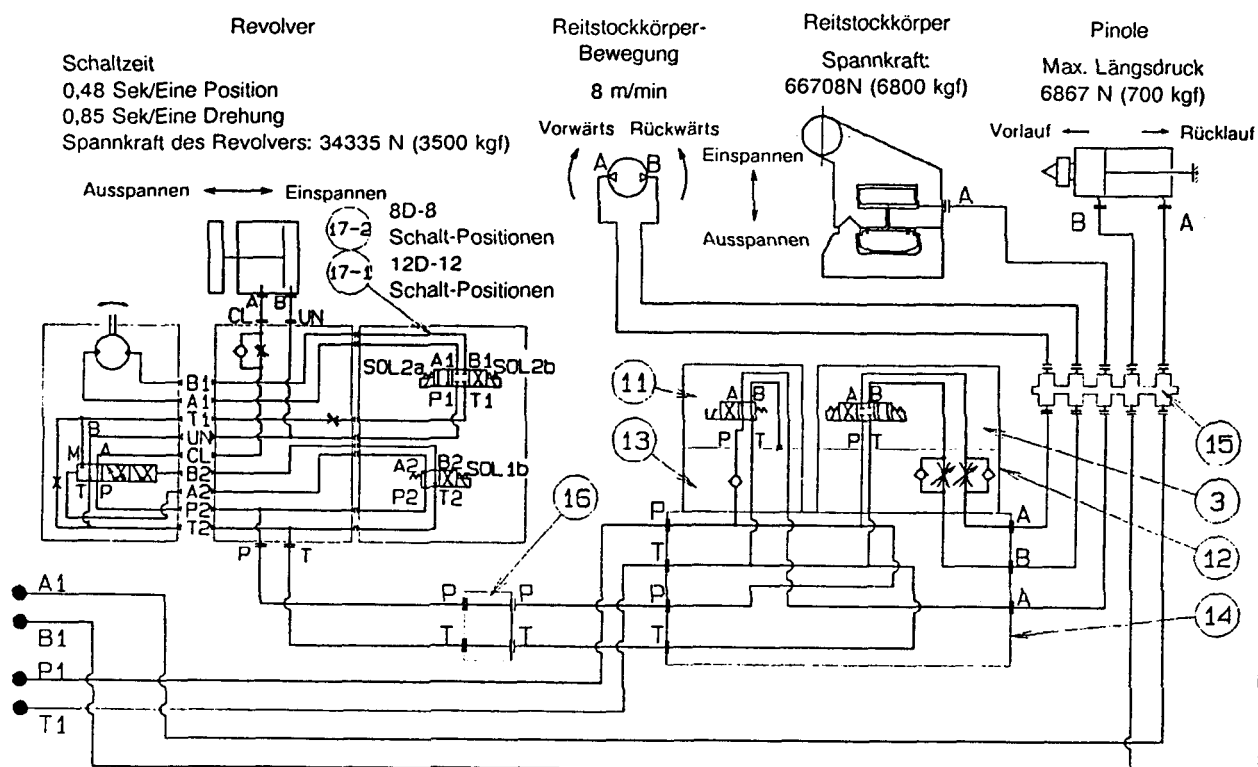 Revolver
Schaltzeit
0,48 Sek/Eine Position
0,85 Sek/Eine Drehung
Spannkraft des Revolvers: 34335 N (3500 kgf)
Reitstockkörper-
Bewegung
8 m/min
Vorwärts Rückwärts
A B
Reitstockkörper
Spannkraft:
66708N (6800 kgf)
Einspannen
Ausspannen
A
Pinole
Max. Längsdruck
6867 N (700 kgf)
Vorlauf Rücklauf
B A
Ausspannen Einspannen
17-2 8D-8
Schalt-Positionen
17-1 12D-12
Schalt-Positionen
A B
CL UN
SOL2a A1 B1 SOL2b
P1 T1
B1
A1
T1
UN
CL
B2
A2
P2
T2
B
M A
T P
A2 B2 SOL1b
P2 T2
P T
11
13
A B
P T
A B
P T
15
3
12
14
16
P
T
P
T
A
B
A
P P
T T
A1
B1
P1
T1